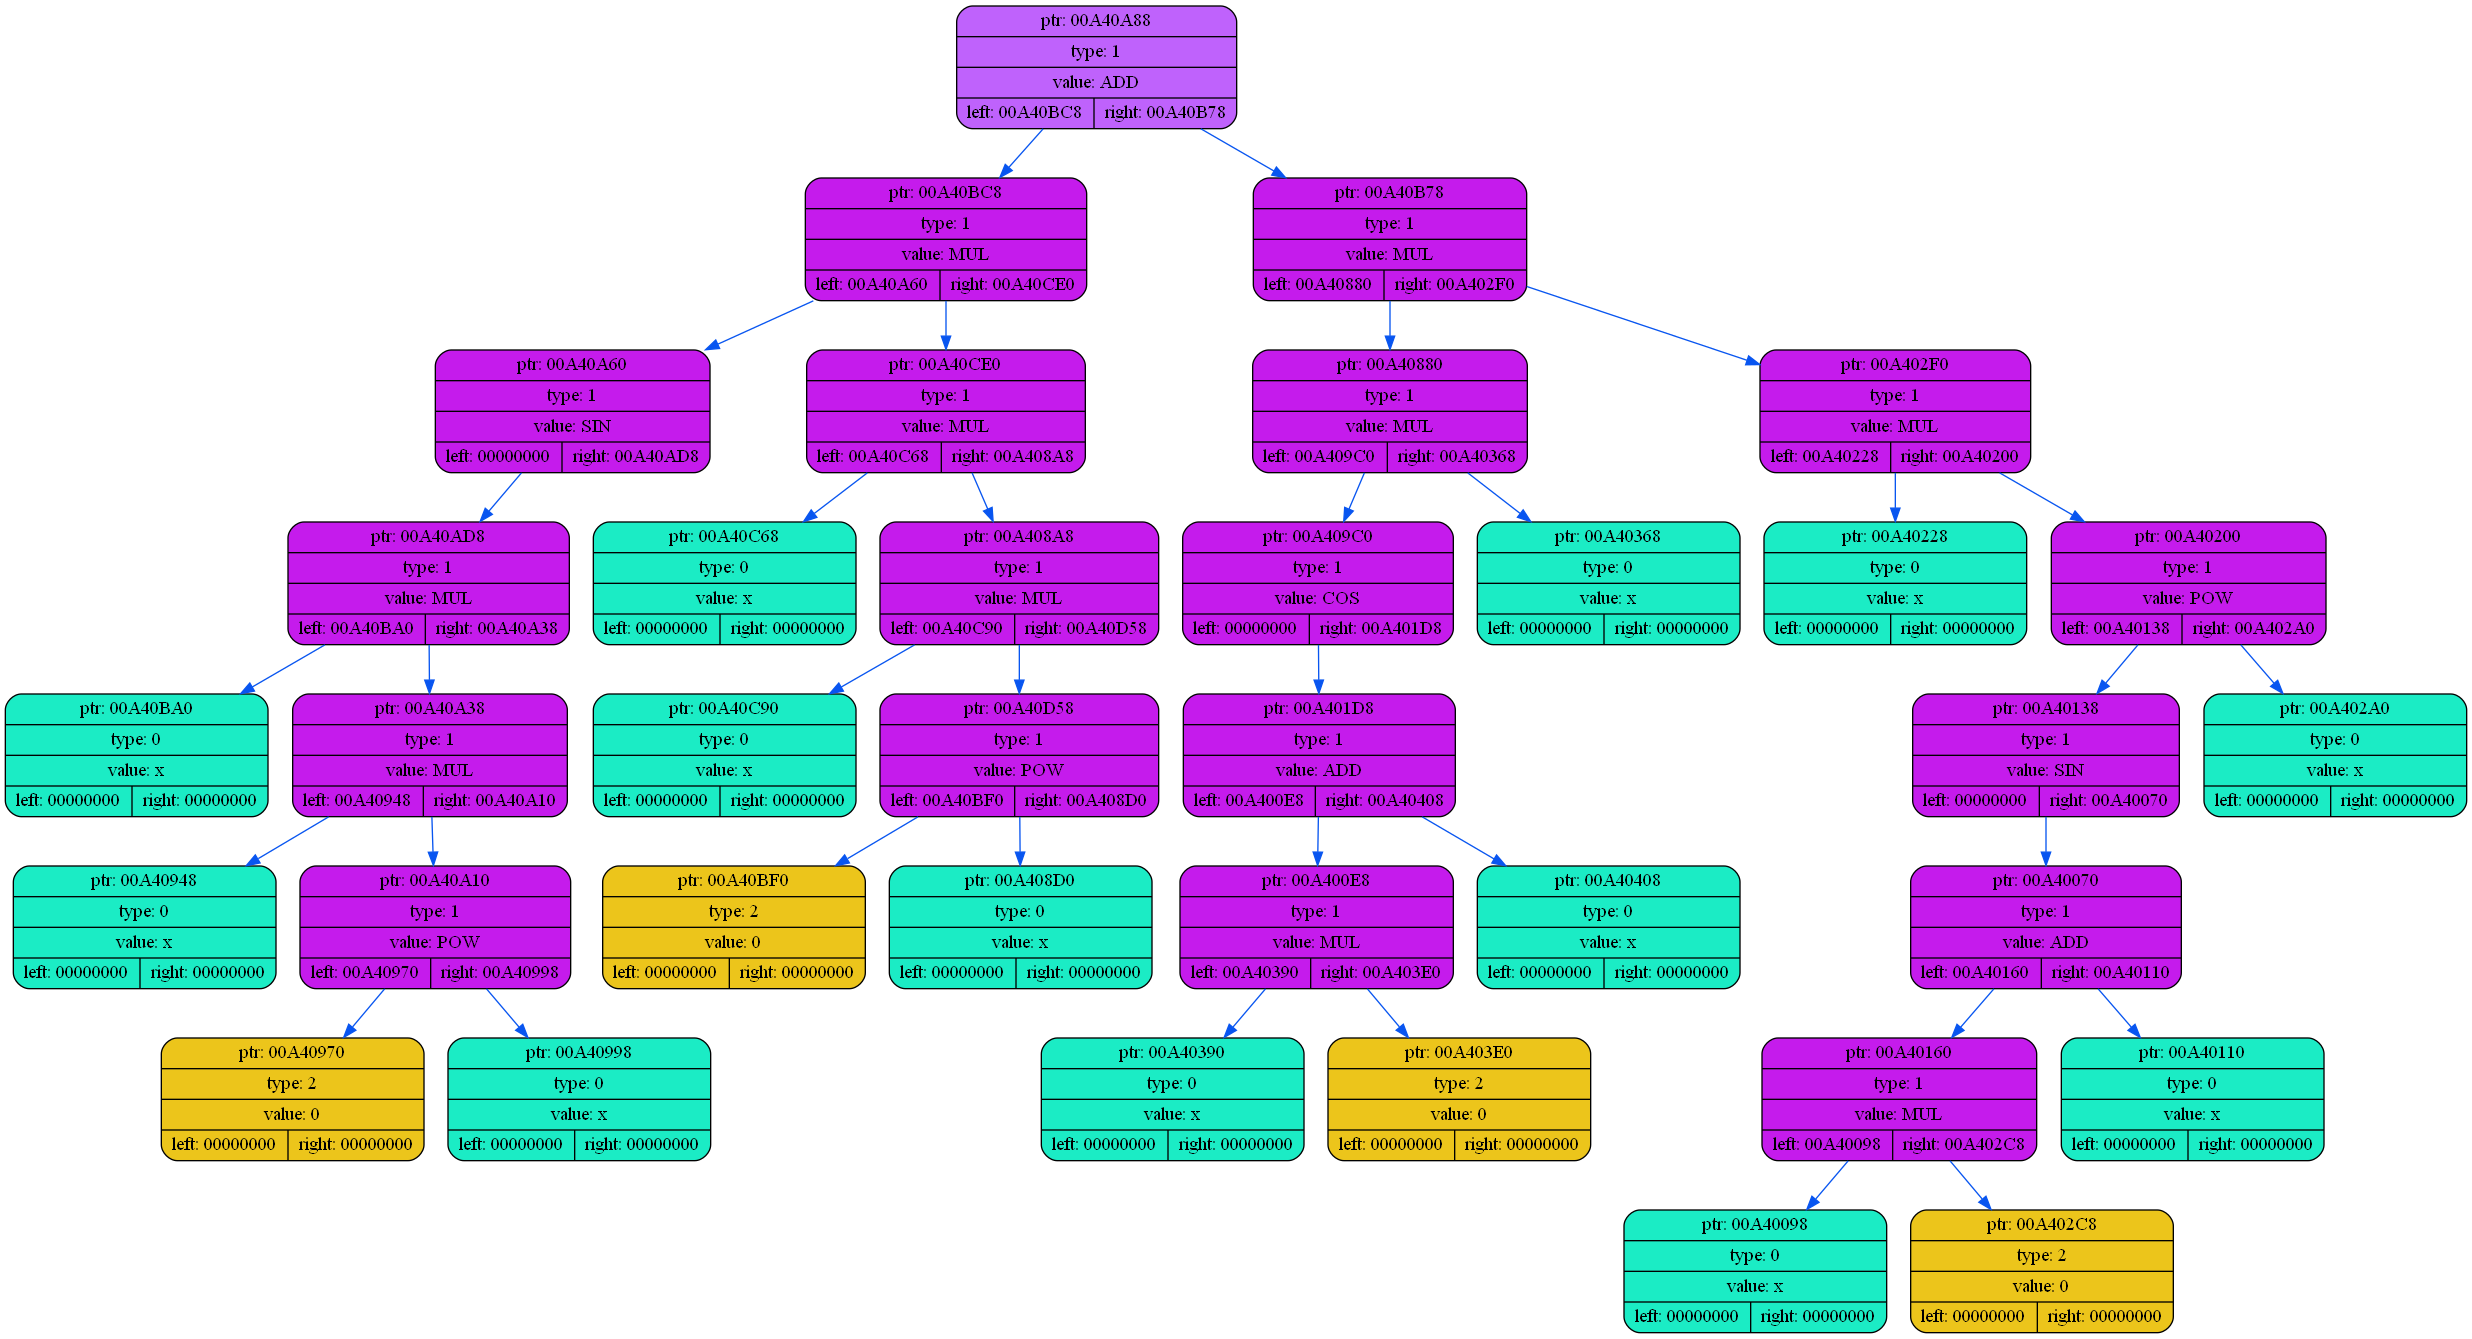 ptr: 00A40A88
type: 1
value: ADD
left: 00A40BC8 right: 00A40B78
ptr: 00A40BC8
type: 1
value: MUL
left: 00A40A60 right: 00A40CE0
ptr: 00A40B78
type: 1
value: MUL
left: 00A40880 right: 00A402F0
ptr: 00A40A60
type: 1
value: SIN
left: 00000000 right: 00A40AD8
ptr: 00A40CE0
type: 1
value: MUL
left: 00A40C68 right: 00A408A8
ptr: 00A40880
type: 1
value: MUL
left: 00A409C0 right: 00A40368
ptr: 00A402F0
type: 1
value: MUL
left: 00A40228 right: 00A40200
ptr: 00A40AD8
type: 1
value: MUL
left: 00A40BA0 right: 00A40A38
ptr: 00A40C68
type: 0
value: x
left: 00000000 right: 00000000
ptr: 00A408A8
type: 1
value: MUL
left: 00A40C90 right: 00A40D58
ptr: 00A409C0
type: 1
value: COS
left: 00000000 right: 00A401D8
ptr: 00A40368
type: 0
value: x
left: 00000000 right: 00000000
ptr: 00A40228
type: 0
value: x
left: 00000000 right: 00000000
ptr: 00A40200
type: 1
value: POW
left: 00A40138 right: 00A402A0
ptr: 00A40BA0
type: 0
value: x
left: 00000000 right: 00000000
ptr: 00A40A38
type: 1
value: MUL
left: 00A40948 right: 00A40A10
ptr: 00A40C90
type: 0
value: x
left: 00000000 right: 00000000
ptr: 00A40D58
type: 1
value: POW
left: 00A40BF0 right: 00A408D0
ptr: 00A401D8
type: 1
value: ADD
left: 00A400E8 right: 00A40408
ptr: 00A40138
type: 1
value: SIN
left: 00000000 right: 00A40070
ptr: 00A402A0
type: 0
value: x
left: 00000000 right: 00000000
ptr: 00A40948
type: 0
value: x
left: 00000000 right: 00000000
ptr: 00A40A10
type: 1
value: POW
left: 00A40970 right: 00A40998
ptr: 00A40BF0
type: 2
value: 0
left: 00000000 right: 00000000
ptr: 00A408D0
type: 0
value: x
left: 00000000 right: 00000000
ptr: 00A400E8
type: 1
value: MUL
left: 00A40390 right: 00A403E0
ptr: 00A40408
type: 0
value: x
left: 00000000 right: 00000000
ptr: 00A40070
type: 1
value: ADD
left: 00A40160 right: 00A40110
ptr: 00A40970
type: 2
value: 0
left: 00000000 right: 00000000
ptr: 00A40998
type: 0
value: x
left: 00000000 right: 00000000
ptr: 00A40390
type: 0
value: x
left: 00000000 right: 00000000
ptr: 00A403E0
type: 2
value: 0
left: 00000000 right: 00000000
ptr: 00A40160
type: 1
value: MUL
left: 00A40098 right: 00A402C8
ptr: 00A40110
type: 0
value: x
left: 00000000 right: 00000000
ptr: 00A40098
type: 0
value: x
left: 00000000 right: 00000000
ptr: 00A402C8
type: 2
value: 0
left: 00000000 right: 00000000